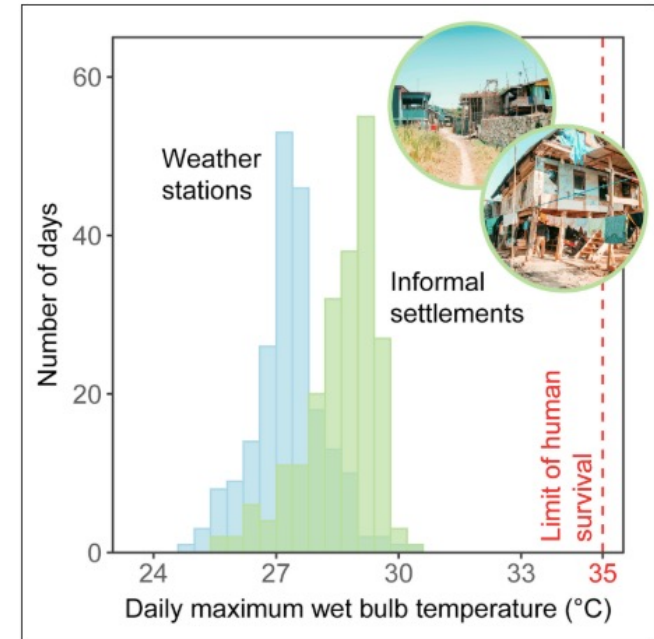 60
40
20
0
Number of days
Weather
stations
Informal
settlements
Limit of human
survival
24 27 30 33 35
Daily maximum wet bulb temperature (°C)